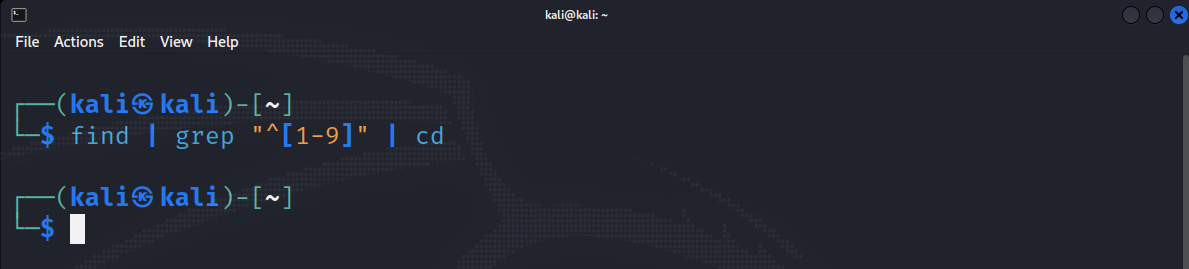 kali@kali: ~
File Actions Edit View Help
┌──(kali㉿kali)-[~]
└─$ find | grep "^[1-9]" | cd
┌──(kali㉿kali)-[~]
└─$